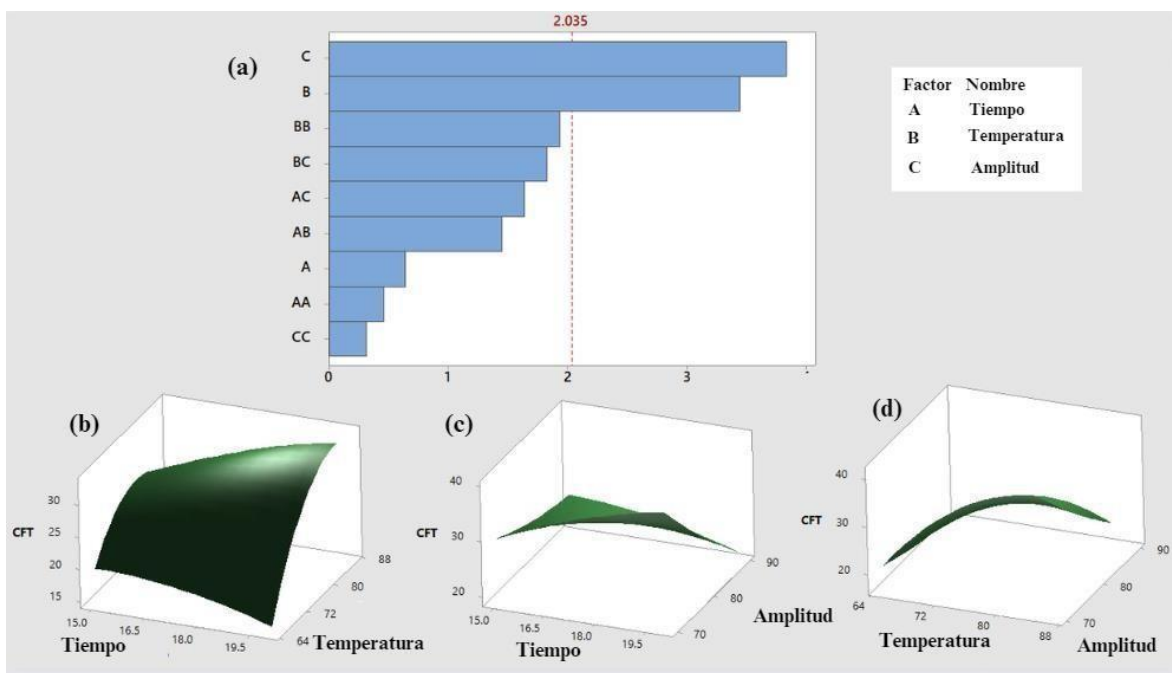 2.035
(a)
C
B
BB
BC
AC
AB
A
AA
CC
0 1 2 3
Factor Nombre
A Tiempo
B Temperatura
C Amplitud
(b)
CFT
30
25
20
15
15.0 16.5 18.0 19.5
Tiempo
64 72 80 88
Temperatura
(c)
CFT
40
30
20
15.0 16.5 18.0 19.5
Tiempo
70 80 90
Amplitud
(d)
CFT
40
30
20
64 72 80 88
Temperatura
70 80 90
Amplitud